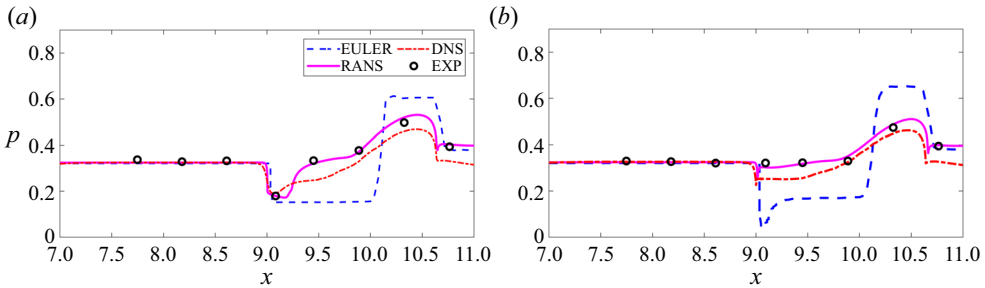 (a)
(b)
EULER DNS
RANS EXP
0.8 0.8
0.6 0.6
p
0.4 0.4
0.2 0.2
0 0
7.0 7.5 8.0 8.5 9.0 9.5 10.0 10.5 11.0 7.0 7.5 8.0 8.5 9.0 9.5 10.0 10.5 11.0
x x